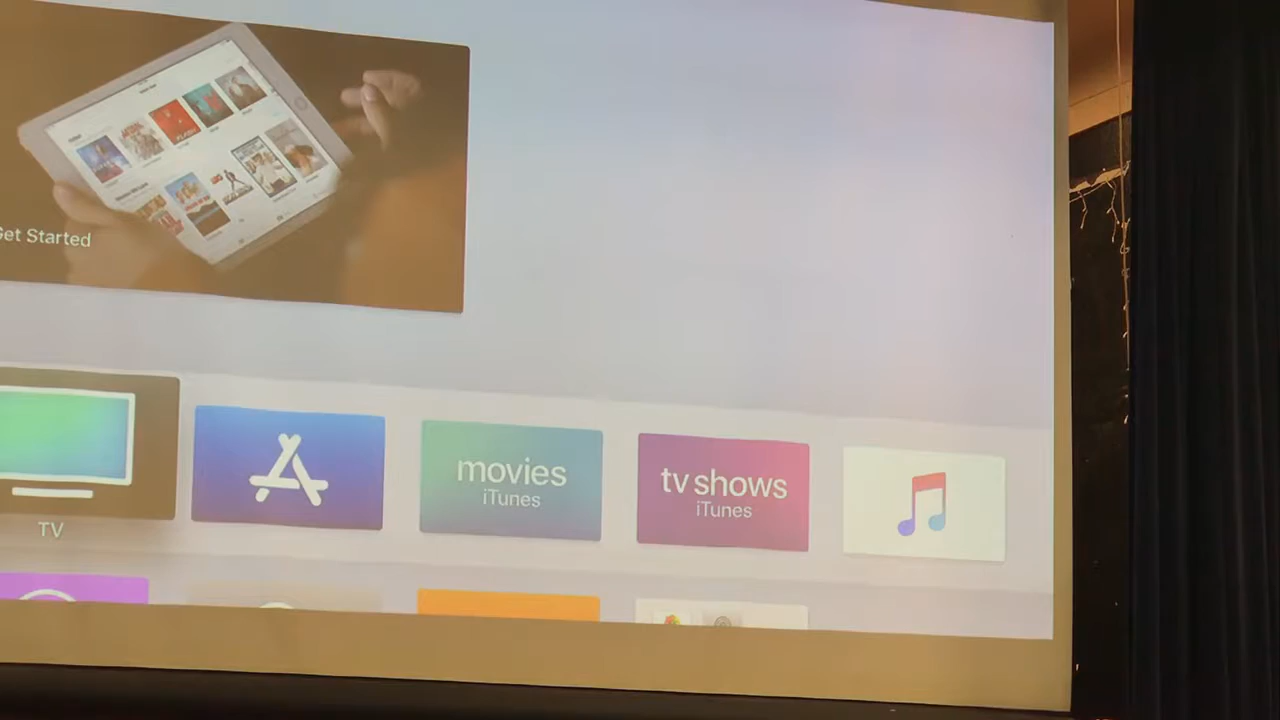 Get Started
TV
movies
iTunes
tv shows
iTunes